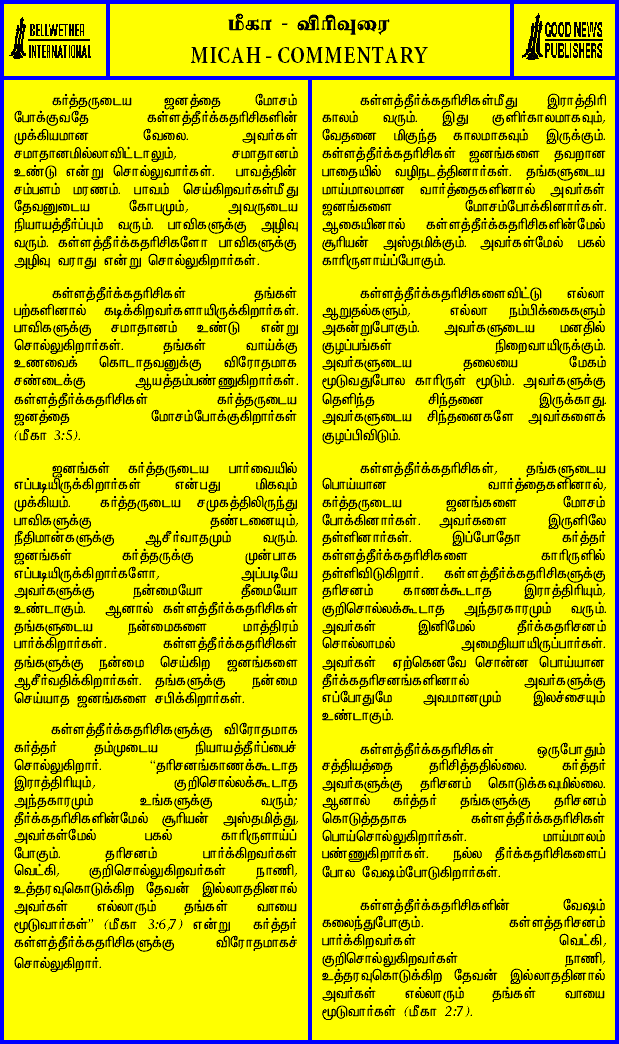 BELLWETHER
INTERNATIONAL
மீகா - விரிவுரை
MICAH - COMMENTARY
GOOD NEWS
PUBLISHERS
கர்த்தருடைய ஜனத்தை மோசம்
போக்குவதே கள்ளத்தீர்க்கதரிசிகளின்
முக்கியமான வேலை. அவர்கள்
சமாதானமில்லாவிட்டாலும், சமாதானம்
உண்டு என்று சொல்லுவார்கள். பாவத்தின்
சம்பளம் மரணம். பாவம் செய்கிறவர்கள்மீது
தேவனுடைய கோபமும், அவருடைய
நியாயத்தீர்ப்பும் வரும். பாவிகளுக்கு அழிவு
வரும். கள்ளத்தீர்க்கதரிசிகளோ பாவிகளுக்கு
அழிவு வராது என்று சொல்லுகிறார்கள்.
கள்ளத்தீர்க்கதரிசிகள் தங்கள்
பற்களினால் கடிக்கிறவர்களாயிருக்கிறார்கள்.
பாவிகளுக்கு சமாதானம் உண்டு என்று
சொல்லுகிறார்கள். தங்கள் வாய்க்கு
உணவைக் கொடாதவனுக்கு விரோதமாக
சண்டைக்கு ஆயத்தம்பண்ணுகிறார்கள்.
கள்ளத்தீர்க்கதரிசிகள் கர்த்தருடைய
ஜனத்தை மோசம்போக்குகிறார்கள்
(மீகா 3:5).
ஜனங்கள் கர்த்தருடைய பார்வையில்
எப்படியிருக்கிறார்கள் என்பது மிகவும்
முக்கியம். கர்த்தருடைய சமுகத்திலிருந்து
பாவிகளுக்கு தண்டனையும்,
நீதிமான்களுக்கு ஆசீர்வாதமும் வரும்.
ஜனங்கள் கர்த்தருக்கு முன்பாக
எப்படியிருக்கிறார்களோ, அப்படியே
அவர்களுக்கு நன்மையோ தீமையோ
உண்டாகும். ஆனால் கள்ளத்தீர்க்கதரிசிகள்
தங்களுடைய நன்மைகளை மாத்திரம்
பார்க்கிறார்கள். கள்ளத்தீர்க்கதரிசிகள்
தங்களுக்கு நன்மை செய்கிற ஜனங்களை
ஆசீர்வதிக்கிறார்கள். தங்களுக்கு நன்மை
செய்யாத ஜனங்களை சபிக்கிறார்கள்.
கள்ளத்தீர்க்கதரிசிகளுக்கு விரோதமாக
கர்த்தர் தம்முடைய நியாயத்தீர்ப்பைச்
சொல்லுகிறார். "தரிசனங்காணக்கூடாத
இராத்திரியும், குறிசொல்லக்கூடாத
அந்தகாரமும் உங்களுக்கு வரும்;
தீர்க்கதரிசிகளின்மேல் சூரியன் அஸ்தமித்து,
அவர்கள்மேல் பகல் காரிருளாய்ப்
போகும். தரிசனம் பார்க்கிறவர்கள்
வெட்கி, குறிசொல்லுகிறவர்கள் நாணி,
உத்தரவுகொடுக்கிற தேவன் இல்லாததினால்
அவர்கள் எல்லாரும் தங்கள் வாயை
மூடுவார்கள்" (மீகா 3:6,7) என்று கர்த்தர்
கள்ளத்தீர்க்கதரிசிகளுக்கு விரோதமாகச்
சொல்லுகிறார்.
கள்ளத்தீர்க்கதரிசிகள்மீது இராத்திரி
காலம் வரும். இது குளிர்காலமாகவும்,
வேதனை மிகுந்த காலமாகவும் இருக்கும்.
கள்ளத்தீர்க்கதரிசிகள் ஜனங்களை தவறான
பாதையில் வழிநடத்தினார்கள். தங்களுடைய
மாய்மாலமான வார்த்தைகளினால் அவர்கள்
ஜனங்களை மோசம்போக்கினார்கள்.
ஆகையினால் கள்ளத்தீர்க்கதரிசிகளின்மேல்
சூரியன் அஸ்தமிக்கும். அவர்கள்மேல் பகல்
காரிருளாய்ப்போகும்.
கள்ளத்தீர்க்கதரிசிகளைவிட்டு எல்லா
ஆறுதல்களும், எல்லா நம்பிக்கைகளும்
அகன்றுபோகும். அவர்களுடைய மனதில்
குழப்பங்கள் நிறைவாயிருக்கும்.
அவர்களுடைய தலையை மேகம்
மூடுவதுபோல காரிருள் மூடும். அவர்களுக்கு
தெளிந்த சிந்தனை இருக்காது.
அவர்களுடைய சிந்தனைகளே அவர்களைக்
குழப்பிவிடும்.
கள்ளத்தீர்க்கதரிசிகள், தங்களுடைய
பொய்யான வார்த்தைகளினால்,
கர்த்தருடைய ஜனங்களை மோசம்
போக்கினார்கள். அவர்களை இருளிலே
தள்ளினார்கள். இப்போதோ கர்த்தர்
கள்ளத்தீர்க்கதரிசிகளை காரிருளில்
தள்ளிவிடுகிறார். கள்ளத்தீர்க்கதரிசிகளுக்கு
தரிசனம் காணக்கூடாத இராத்திரியும்,
குறிசொல்லக்கூடாத அந்தகாரமும் வரும்.
அவர்கள் இனிமேல் தீர்க்கதரிசனம்
சொல்லாமல் அமைதியாயிருப்பார்கள்.
அவர்கள் ஏற்கெனவே சொன்ன பொய்யான
தீர்க்கதரிசனங்களினால் அவர்களுக்கு
எப்போதுமே அவமானமும் இலச்சையும்
உண்டாகும்.
கள்ளத்தீர்க்கதரிசிகள் ஒருபோதும்
சத்தியத்தை தரிசித்ததில்லை. கர்த்தர்
அவர்களுக்கு தரிசனம் கொடுக்கவுமில்லை.
ஆனால் கர்த்தர் தங்களுக்கு தரிசனம்
கொடுத்ததாக கள்ளத்தீர்க்கதரிசிகள்
பொய்சொல்லுகிறார்கள். மாய்மாலம்
பண்ணுகிறார்கள். நல்ல தீர்க்கதரிசிகளைப்
போல வேஷம்போடுகிறார்கள்.
கள்ளத்தீர்க்கதரிசிகளின் வேஷம்
கலைந்துபோகும். கள்ளத்தரிசனம்
பார்க்கிறவர்கள் வெட்கி,
குறிசொல்லுகிறவர்கள் நாணி,
உத்தரவுகொடுக்கிற தேவன் இல்லாததினால்
அவர்கள் எல்லாரும் தங்கள் வாயை
மூடுவார்கள் (மீகா 2:7).